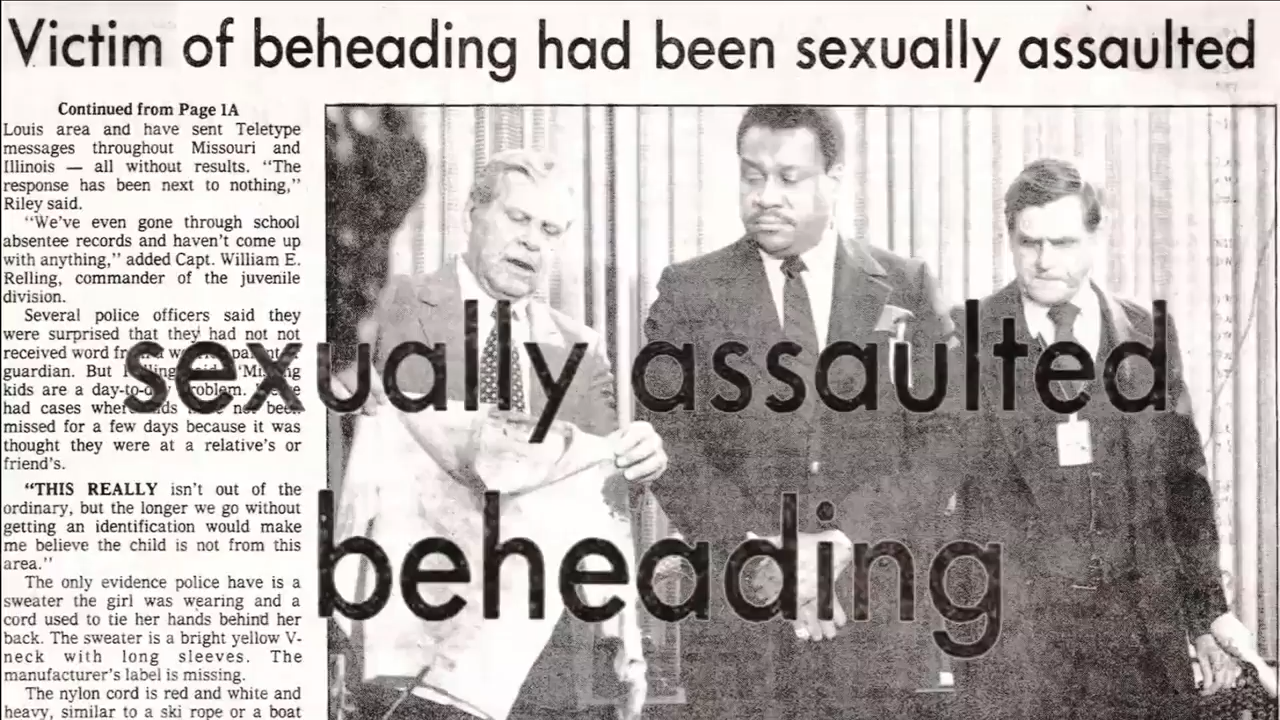 Victim of beheading had been sexually assaulted
Continued from Page 1A
Louis area and have sent Teletype
messages throughout Missouri and
Illinois — all without results. “The
response has been next to nothing,”
Riley said.
“We’ve even gone through school
absentee records and haven’t come up
with anything,” added Capt. William E.
Relling, commander of the juvenile
division.
Several police officers said they
were surprised that they had not not
received word
guardian. But
kids are a day-to-day problem.
had cases where not been
missed for a few days because it was
thought they were at a relative’s or
friend’s.
“THIS REALLY isn’t out of the
ordinary, but the longer we go without
getting an identification would make
me believe the child is not from this
area.”
The only evidence police have is a
sweater the girl was wearing and a
cord used to tie her hands behind her
back. The sweater is a bright yellow V-
neck with long sleeves. The
manufacturer’s label is missing.
The nylon cord is red and white and
heavy, similar to a ski rope or a boat
sexually assaulted
beheading